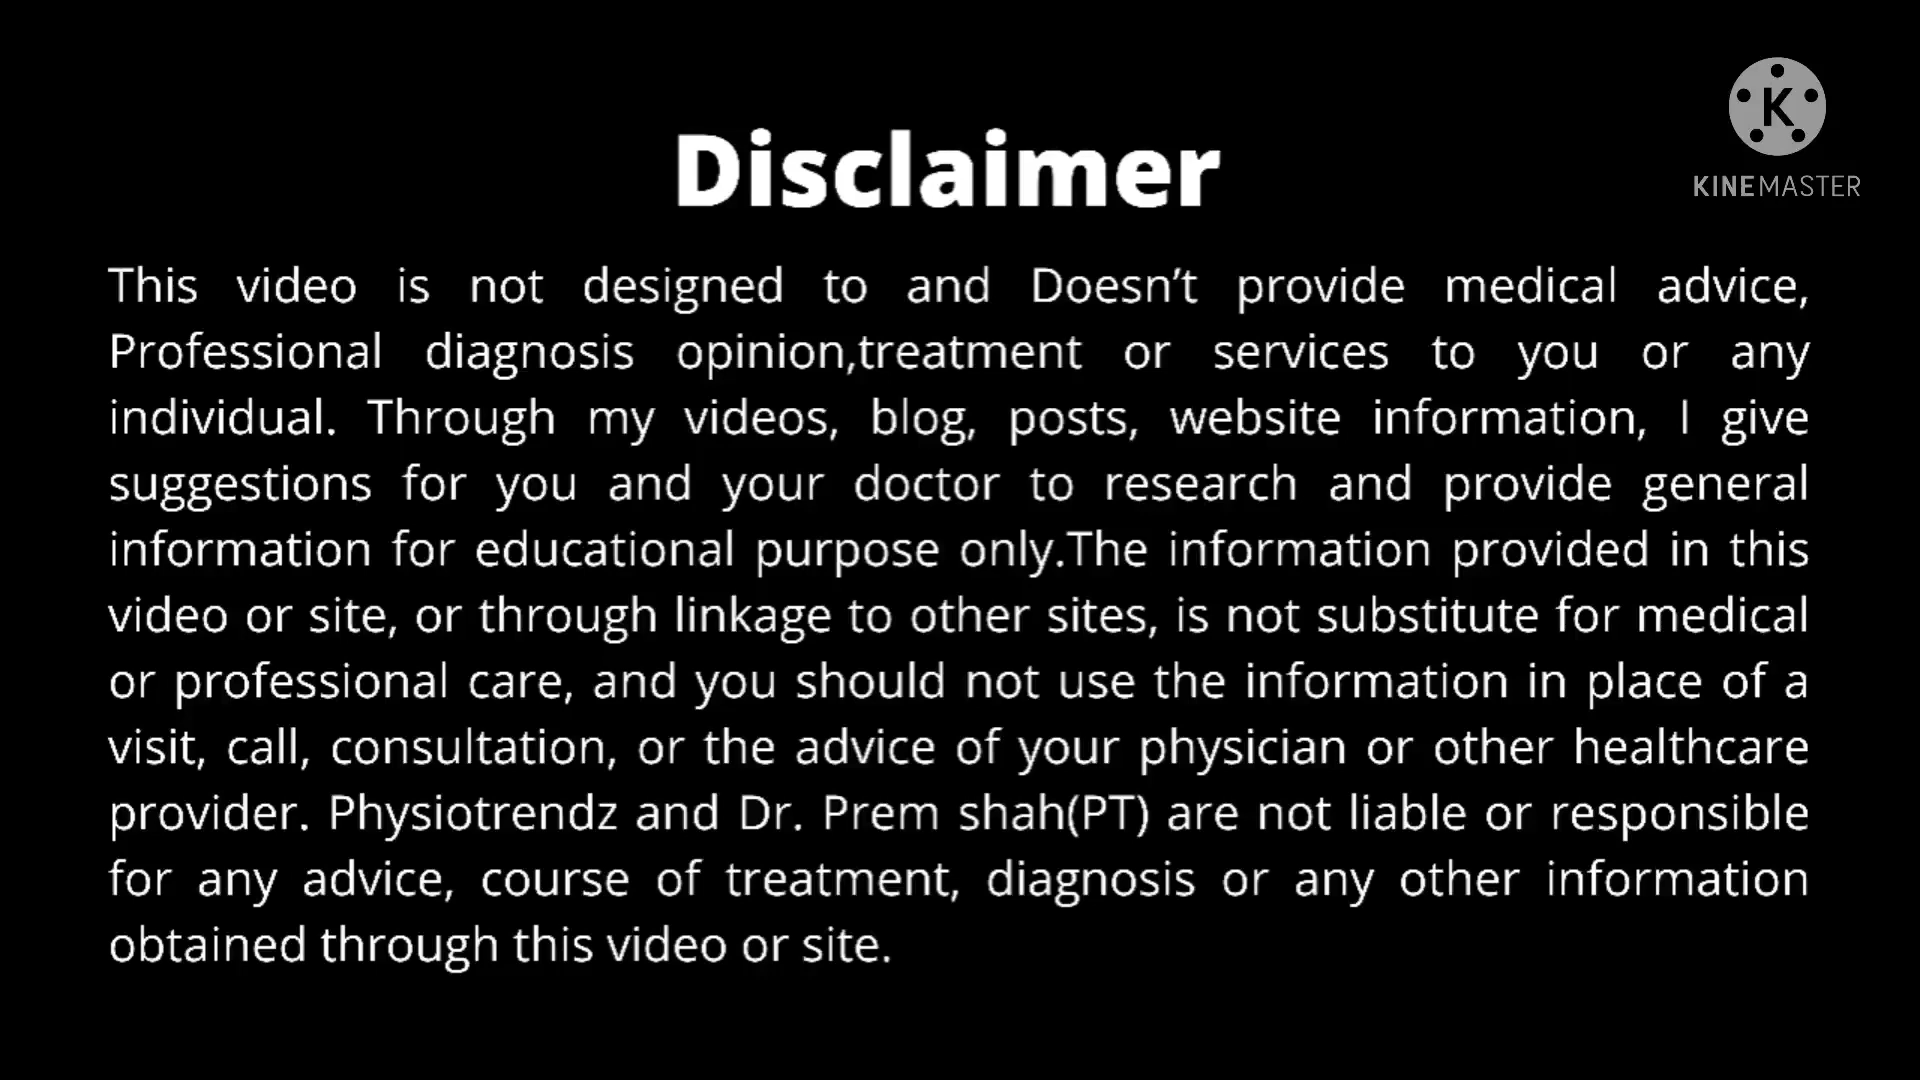 K
KINEMASTER
Disclaimer
This video is not designed to and Doesn’t provide medical advice,
Professional diagnosis opinion,treatment or services to you or any
individual. Through my videos, blog, posts, website information, I give
suggestions for you and your doctor to research and provide general
information for educational purpose only.The information provided in this
video or site, or through linkage to other sites, is not substitute for medical
or professional care, and you should not use the information in place of a
visit, call, consultation, or the advice of your physician or other healthcare
provider. Physiotrendz and Dr. Prem shah(PT) are not liable or responsible
for any advice, course of treatment, diagnosis or any other information
obtained through this video or site.